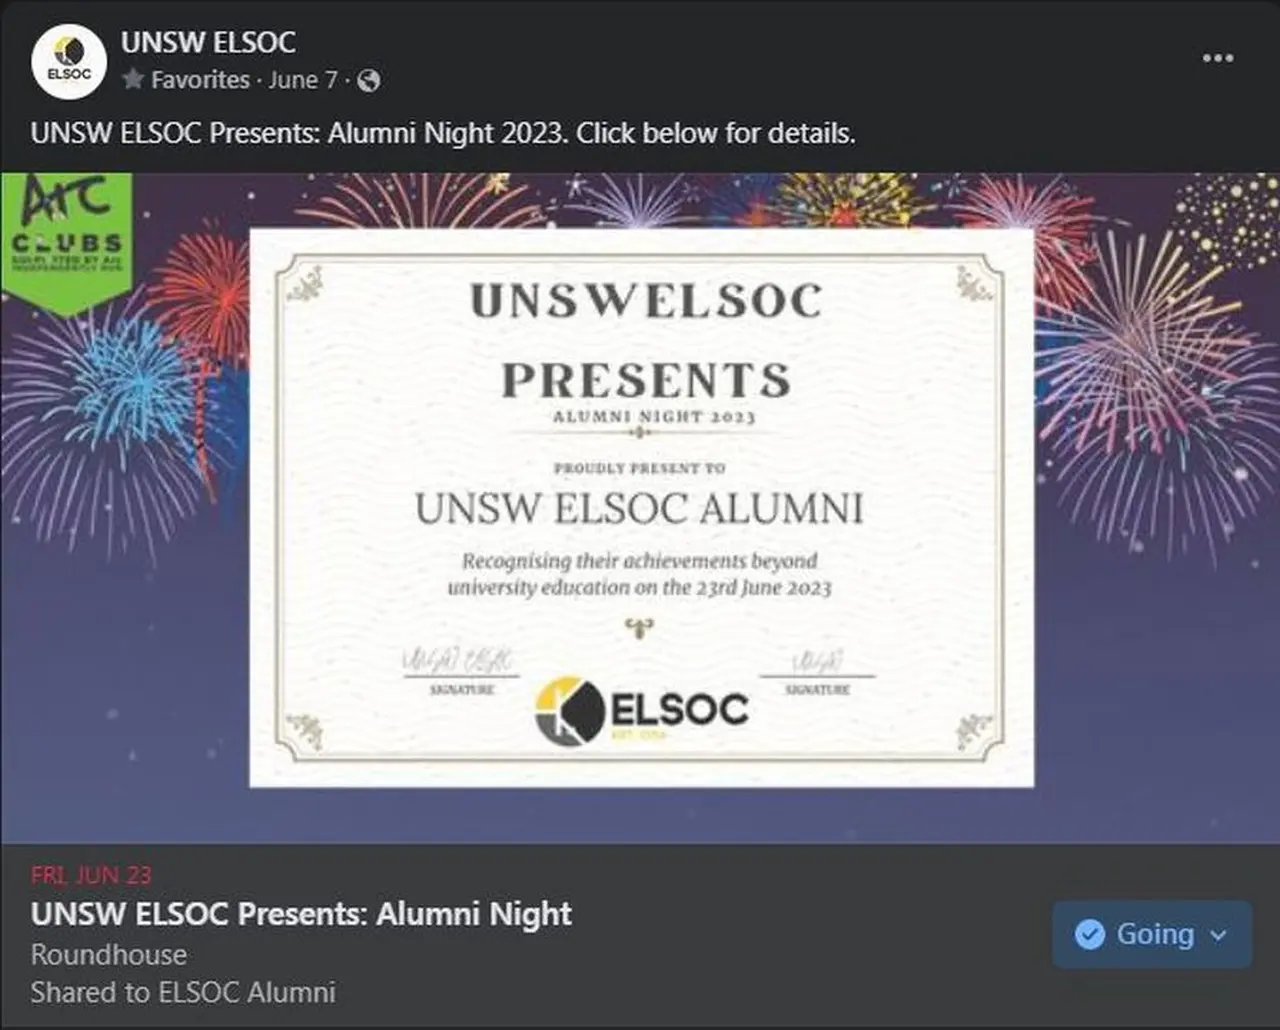 UNSW ELSOC
ELSOC
Favorites · June 7 ·
UNSW ELSOC Presents: Alumni Night 2023. Click below for details.
Arc
CLUBS
UNSWELSOC
PRESENTS
ALUMNI NIGHT 2023
PROUDLY PRESENT TO
UNSW ELSOC ALUMNI
Recognising their achievements beyond
university education on the 23rd June 2023
UNSW ELSOC
SIGNATURE
UNSW
SIGNATURE
ELSOC
FRI, JUN 23
UNSW ELSOC Presents: Alumni Night
Roundhouse
Shared to ELSOC Alumni
Going